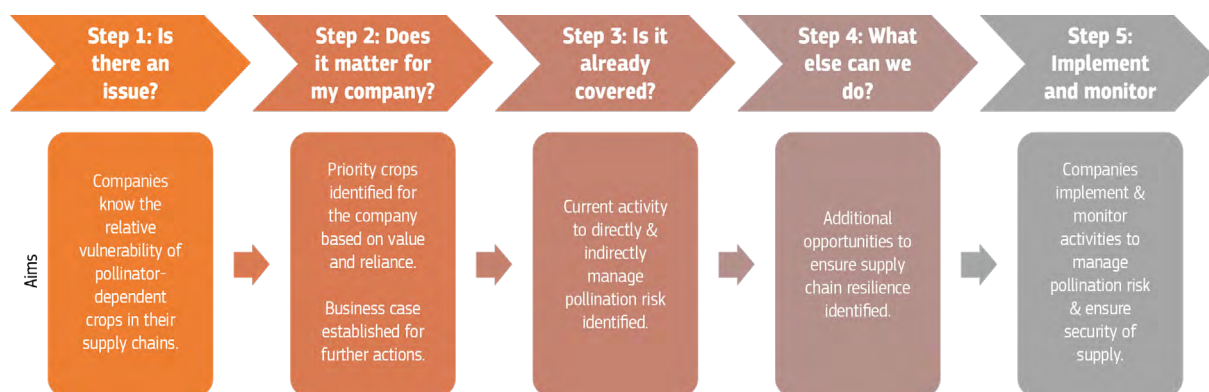 Step 1: Is
there an
issue?
Step 2: Does
it matter for
my company?
Step 3: Is it
already
covered?
Step 4: What
else can we
do?
Step 5:
Implement
and monitor
Aims
Companies
know the
relative
vulnerability of
pollinator-
dependent
crops in their
supply chains.
Priority crops
identified for
the company
based on value
and reliance.
Business case
established for
further actions.
Current activity
to directly &
indirectly
manage
pollination risk
identified.
Additional
opportunities to
ensure supply
chain resilience
identified.
Companies
implement &
monitor
activities to
manage
pollination risk
& ensure
security of
supply.